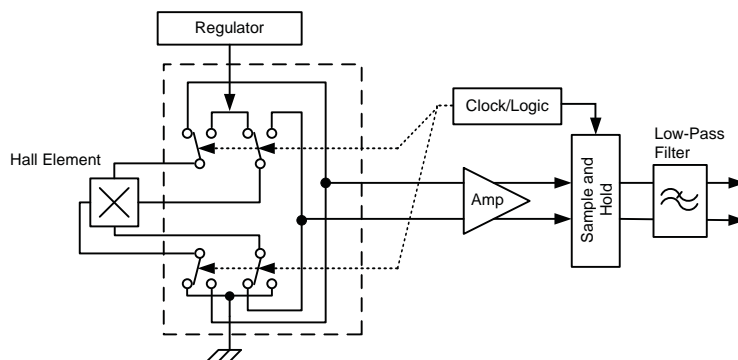 Regulator
Clock/Logic
Hall Element
Low-Pass
Filter
Amp
Sample and
Hold